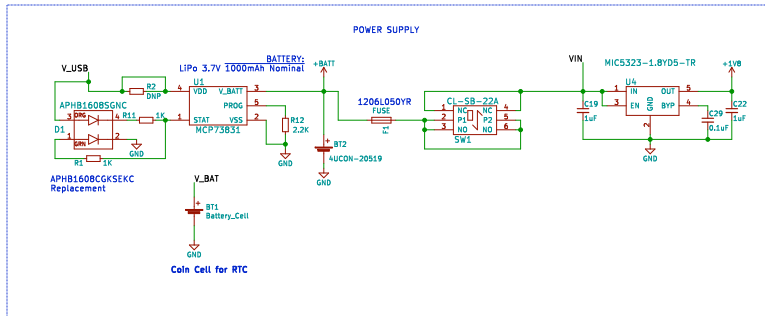 POWER SUPPLY
V_USB
R2
DNP
U1
4 VDD V_BATT 3
PROG 5
1 STAT VSS 2
MCP73831
BATTERY:
LiPo 3.7V 1000mAh Nominal
+BATT
APHB1608SGNC
3 ORG 4
1 GRN 2
D1
R11 1K
GND
R1 1K
APHB1608CGKSEKC
Replacement
R12
2.2K
GND
BT2
4UCON-20519
GND
1206L050YR
FUSE
F1
CL-SB-22A
1 NC NC 4
2 P1 P2 5
3 NO NO 6
SW1
VIN
C19
1uF
MIC5323-1.8YD5-TR
U4
1 IN OUT 5
3 EN BYP 4
GND
2
GND
C29
0.1uF
C22
1uF
+1V8
V_BAT
BT1
Battery_Cell
GND
Coin Cell for RTC